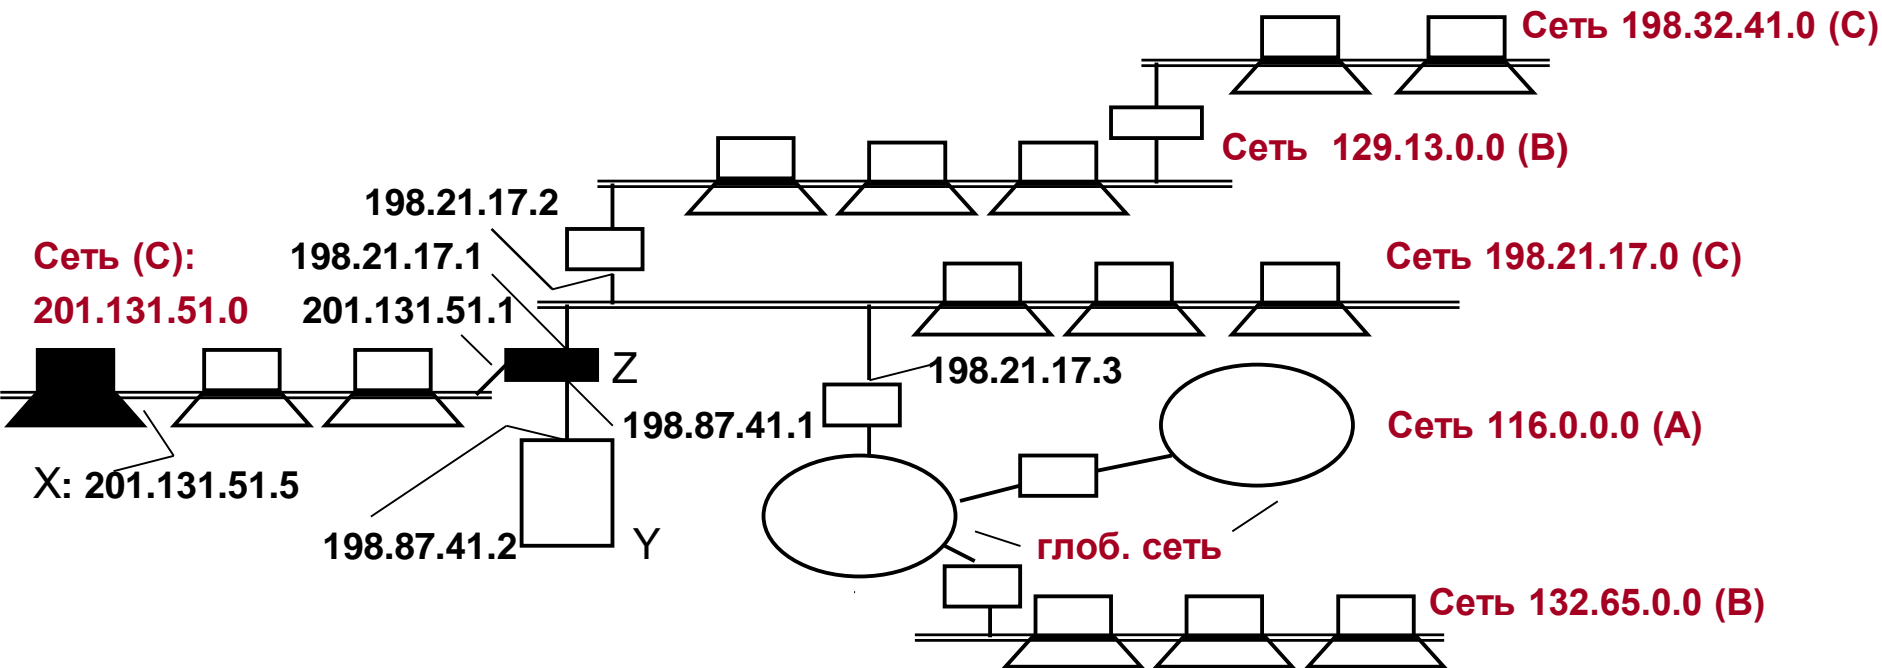 Сеть 198.32.41.0 (C)
Сеть 129.13.0.0 (B)
198.21.17.2
Сеть (C):
201.131.51.0
198.21.17.1
201.131.51.1
Сеть 198.21.17.0 (C)
Z
198.21.17.3
198.87.41.1
Сеть 116.0.0.0 (A)
X: 201.131.51.5
198.87.41.2
Y
глоб. сеть
Сеть 132.65.0.0 (B)